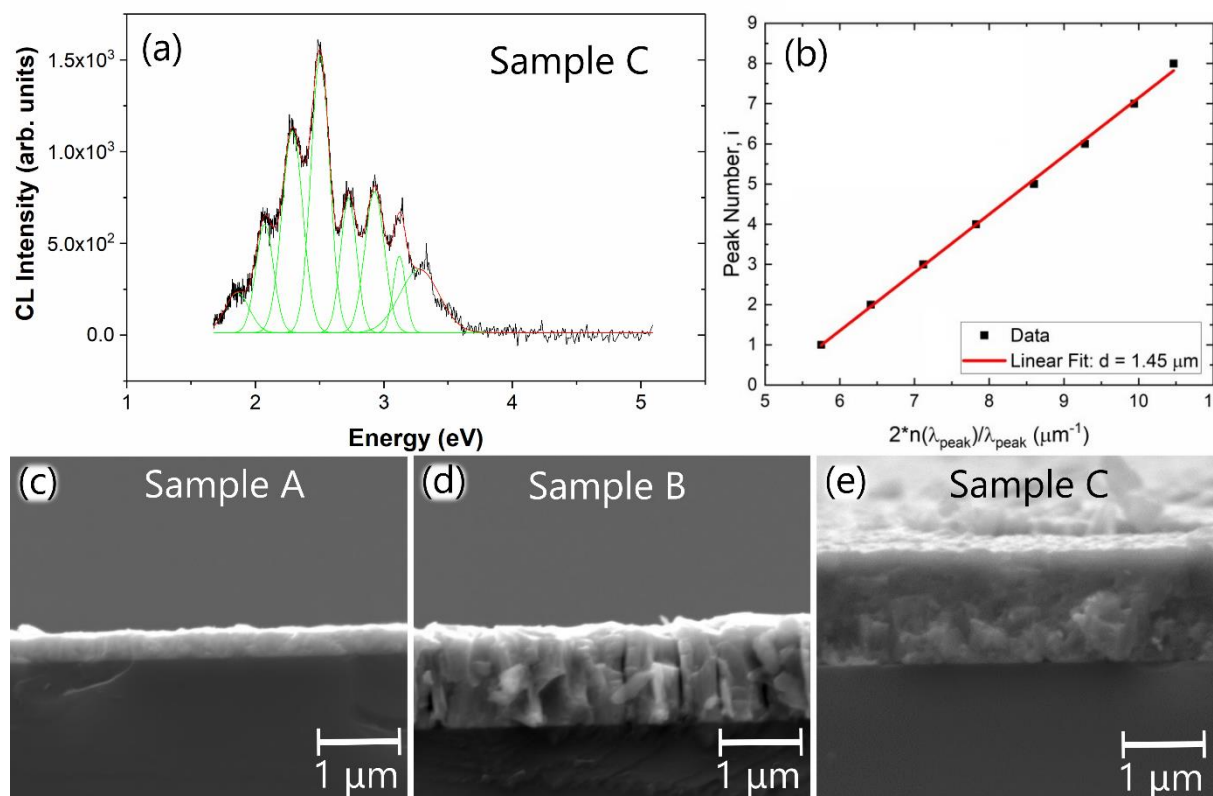 (a)
Sample C
CL Intensity (arb. units)
1.5x10³
1.0x10³
5.0x10²
0.0
1
2
3
4
5
Energy (eV)
(b)
Peak Number, i
9
8
7
6
5
4
3
2
1
0
Data
Linear Fit: d = 1.45 μm
5
6
7
8
9
10
11
2*n(λpeak)/λpeak (μm⁻¹)
(c)
Sample A
1 μm
(d)
Sample B
1 μm
(e)
Sample C
1 μm